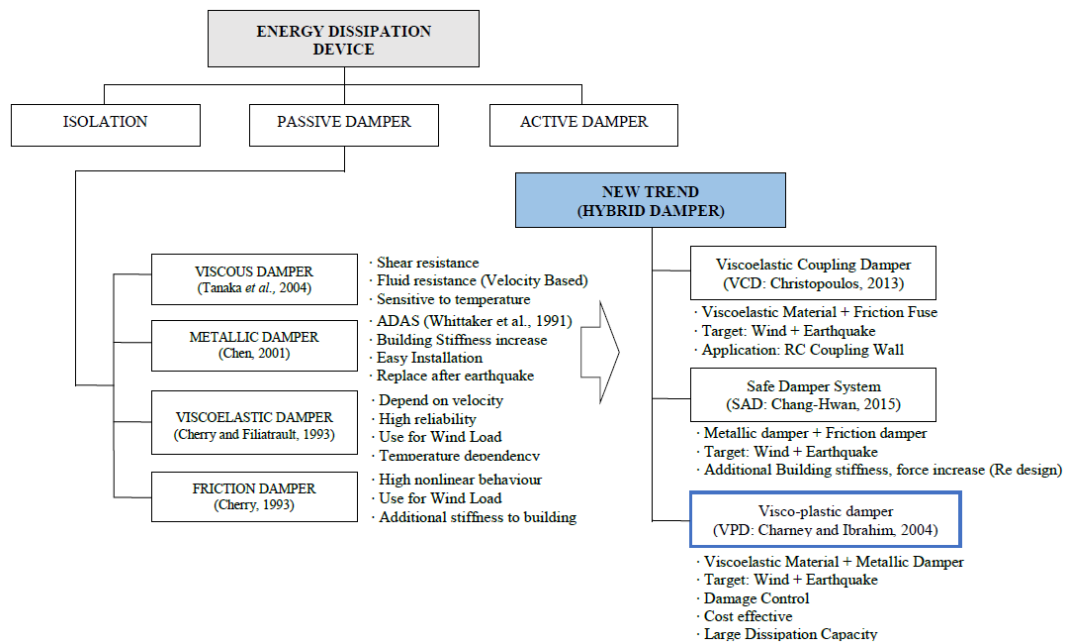 ENERGY DISSIPATION
DEVICE
ISOLATION
PASSIVE DAMPER
ACTIVE DAMPER
NEW TREND
(HYBRID DAMPER)
VISCOUS DAMPER
(Tanaka et al., 2004)
· Shear resistance
· Fluid resistance (Velocity Based)
· Sensitive to temperature
METALLIC DAMPER
(Chen, 2001)
· ADAS (Whittaker et al., 1991)
· Building Stiffness increase
· Easy Installation
· Replace after earthquake
VISCOELASTIC DAMPER
(Cherry and Filiatrault, 1993)
· Depend on velocity
· High reliability
· Use for Wind Load
· Temperature dependency
FRICTION DAMPER
(Cherry, 1993)
· High nonlinear behaviour
· Use for Wind Load
· Additional stiffness to building
Viscoelastic Coupling Damper
(VCD: Christopoulos, 2013)
· Viscoelastic Material + Friction Fuse
· Target: Wind + Earthquake
· Application: RC Coupling Wall
Safe Damper System
(SAD: Chang-Hwan, 2015)
· Metallic damper + Friction damper
· Target: Wind + Earthquake
· Additional Building stiffness, force increase (Re design)
Visco-plastic damper
(VPD: Charney and Ibrahim, 2004)
· Viscoelastic Material + Metallic Damper
· Target: Wind + Earthquake
· Damage Control
· Cost effective
· Large Dissipation Capacity